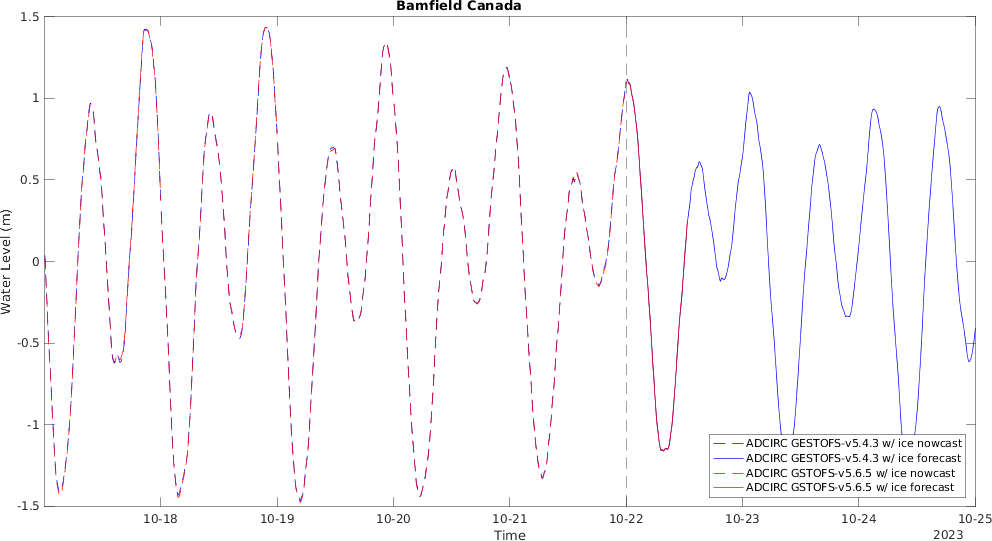 Bamfield Canada
1.5
1
0.5
0
-0.5
-1
-1.5
Water Level (m)
10-18
10-19
10-20
10-21
10-22
10-23
10-24
10-25
Time
2023
ADCIRC GESTOFS-v5.4.3 w/ ice nowcast
ADCIRC GESTOFS-v5.4.3 w/ ice forecast
ADCIRC GSTOFS-v5.6.5 w/ ice nowcast
ADCIRC GSTOFS-v5.6.5 w/ ice forecast